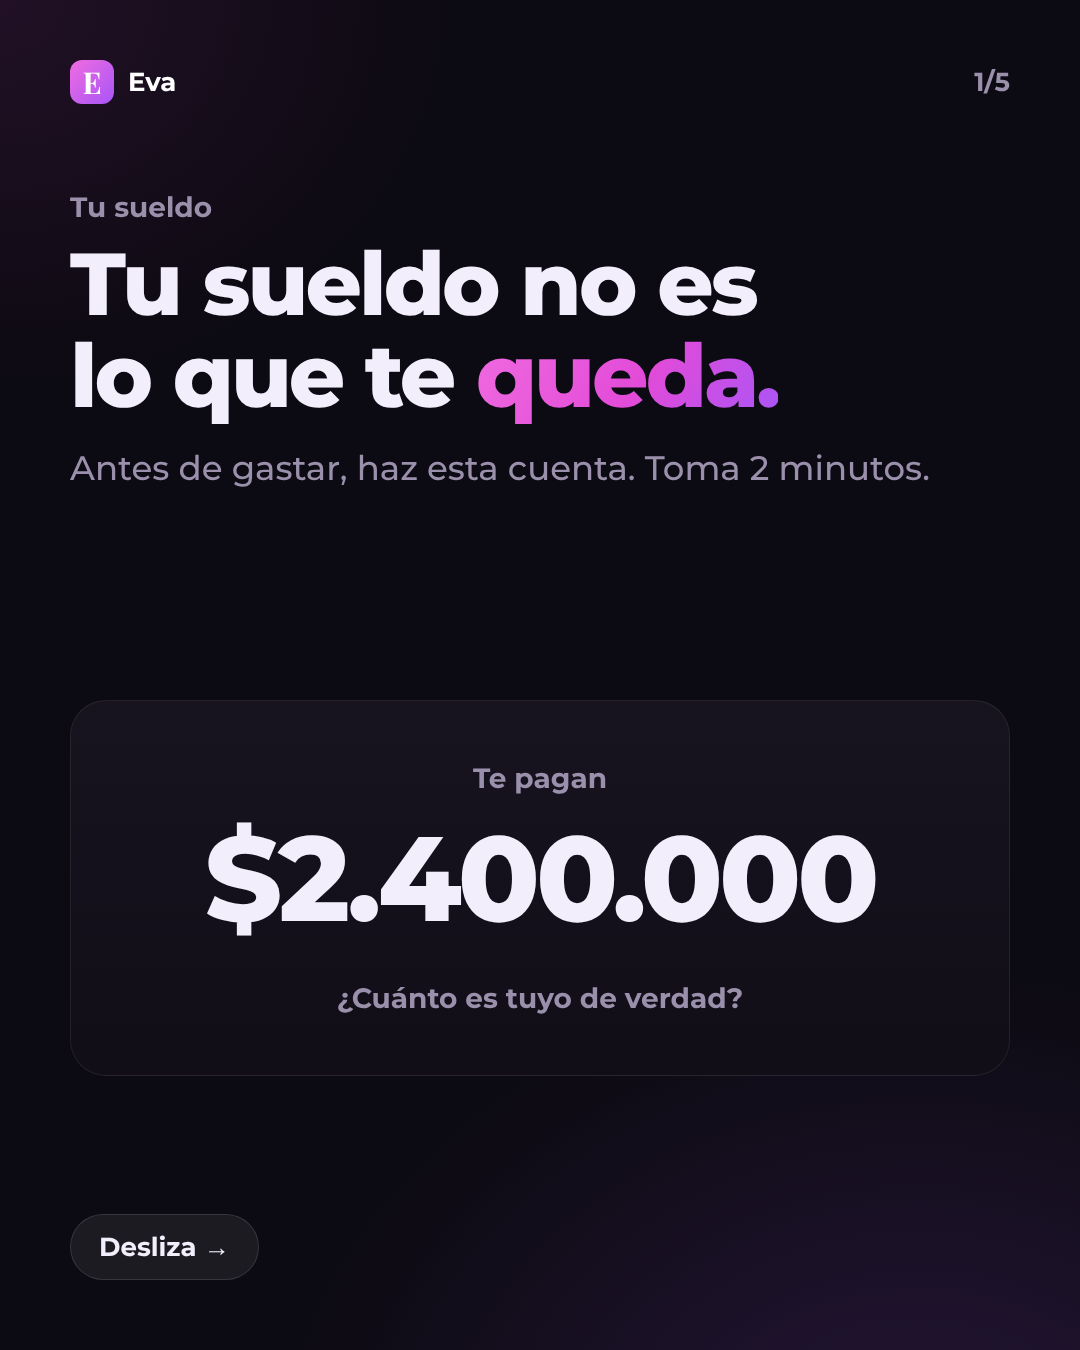 E Eva
1/5
Tu sueldo
Tu sueldo no es
lo que te queda.
Antes de gastar, haz esta cuenta. Toma 2 minutos.
Te pagan
$2.400.000
¿Cuánto es tuyo de verdad?
Desliza →